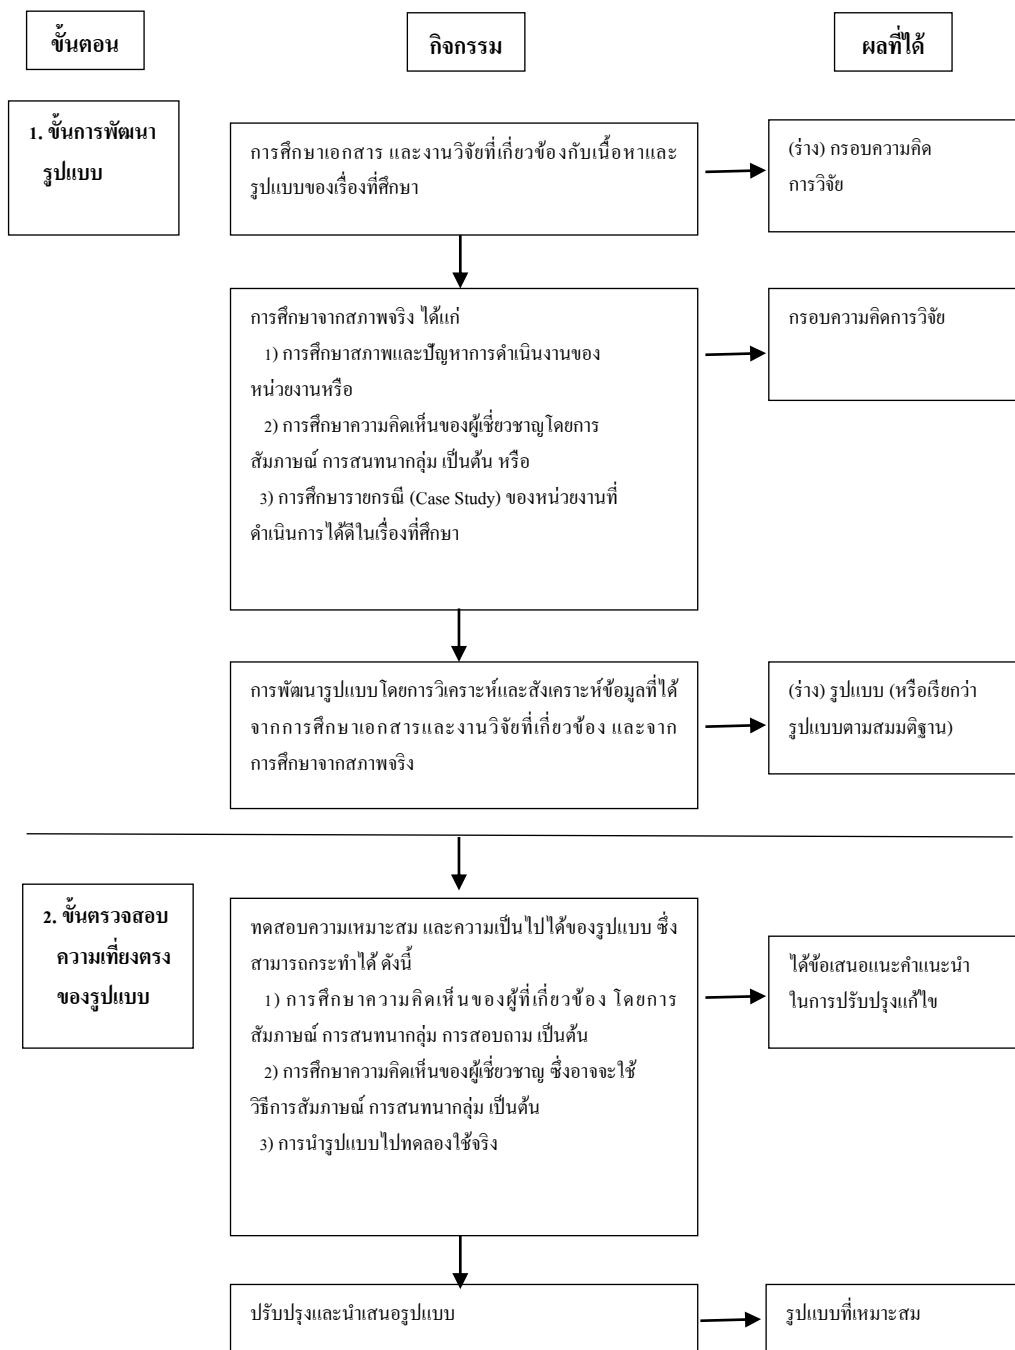 ขั้นตอน
กิจกรรม
ผลที่ได้
1. ขั้นการพัฒนา
รูปแบบ
การศึกษาเอกสาร และงานวิจัยที่เกี่ยวข้องกับเนื้อหาและ
รูปแบบของเรื่องที่ศึกษา
(ร่าง) กรอบความคิด
การวิจัย
การศึกษาจากสภาพจริง ได้แก่
1) การศึกษาสภาพและปัญหาการดำเนินงานของ
หน่วยงานหรือ
2) การศึกษาความคิดเห็นของผู้เชี่ยวชาญโดยการ
สัมภาษณ์ การสนทนากลุ่ม เป็นต้น หรือ
3) การศึกษารายกรณี (Case Study) ของหน่วยงานที่
ดำเนินการได้ดีในเรื่องที่ศึกษา
กรอบความคิดการวิจัย
การพัฒนารูปแบบโดยการวิเคราะห์และสังเคราะห์ข้อมูลที่ได้
จากการศึกษาเอกสารและงานวิจัยที่เกี่ยวข้อง และจาก
การศึกษาจากสภาพจริง
(ร่าง) รูปแบบ (หรือเรียกว่า
รูปแบบตามสมมติฐาน)
2. ขั้นตรวจสอบ
ความเที่ยงตรง
ของรูปแบบ
ทดสอบความเหมาะสม และความเป็นไปได้ของรูปแบบ ซึ่ง
สามารถกระทำได้ ดังนี้
1) การศึกษาความคิดเห็นของผู้ที่เกี่ยวข้อง โดยการ
สัมภาษณ์ การสนทนากลุ่ม การสอบถาม เป็นต้น
2) การศึกษาความคิดเห็นของผู้เชี่ยวชาญ ซึ่งอาจจะใช้
วิธีการสัมภาษณ์ การสนทนากลุ่ม เป็นต้น
3) การนำรูปแบบไปทดลองใช้จริง
ได้ข้อเสนอแนะคำแนะนำ
ในการปรับปรุงแก้ไข
ปรับปรุงและนำเสนอรูปแบบ
รูปแบบที่เหมาะสม